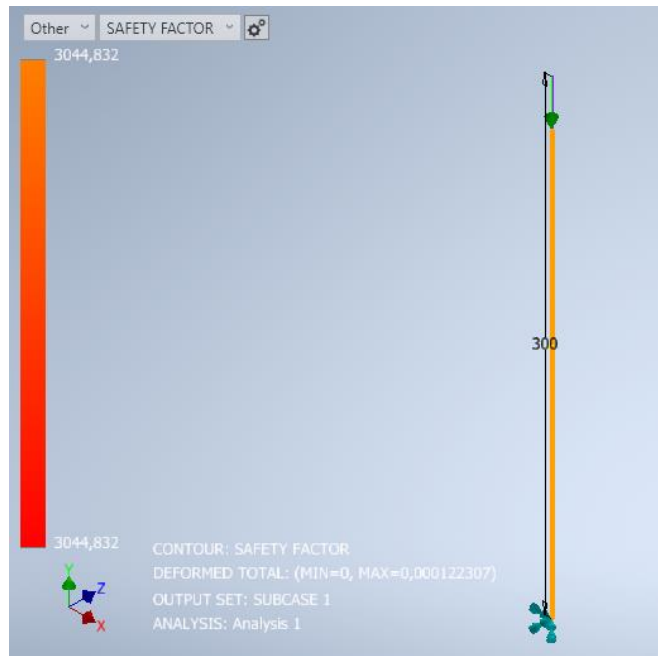 Other SAFETY FACTOR
3044,832
300
3044,832
CONTOUR: SAFETY FACTOR
DEFORMED TOTAL: (MIN=0, MAX=0,000122307)
OUTPUT SET: SUBCASE 1
ANALYSIS: Analysis 1
Y
Z
X